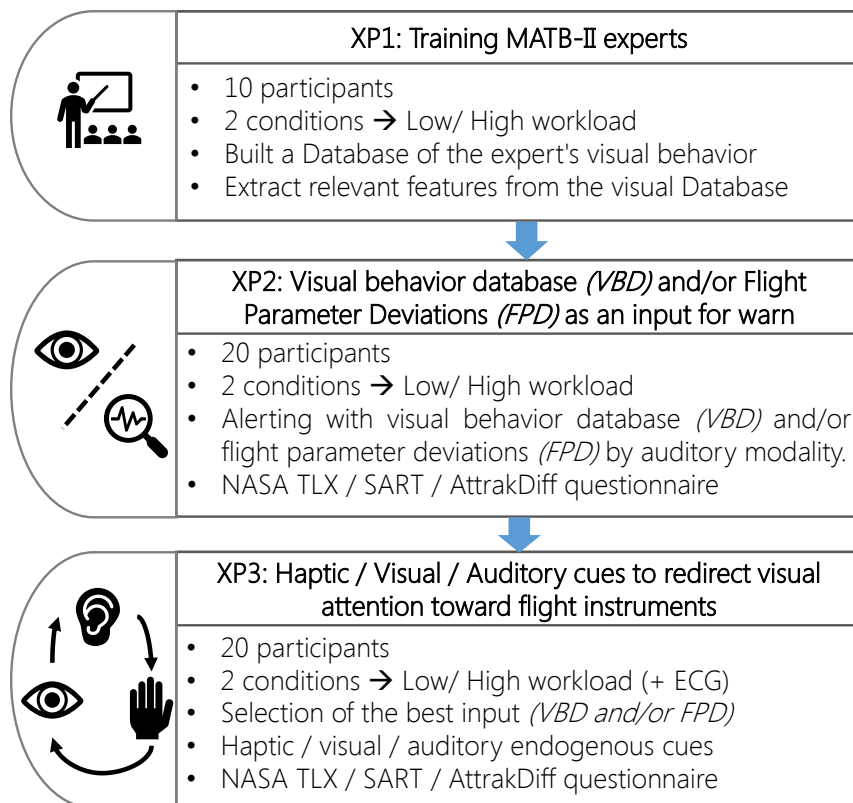 XP1: Training MATB-II experts
• 10 participants
• 2 conditions → Low/ High workload
• Built a Database of the expert's visual behavior
• Extract relevant features from the visual Database
XP2: Visual behavior database (VBD) and/or Flight
Parameter Deviations (FPD) as an input for warn
• 20 participants
• 2 conditions → Low/ High workload
• Alerting with visual behavior database (VBD) and/or
flight parameter deviations (FPD) by auditory modality.
• NASA TLX / SART / AttrakDiff questionnaire
XP3: Haptic / Visual / Auditory cues to redirect visual
attention toward flight instruments
• 20 participants
• 2 conditions → Low/ High workload (+ ECG)
• Selection of the best input (VBD and/or FPD)
• Haptic / visual / auditory endogenous cues
• NASA TLX / SART / AttrakDiff questionnaire